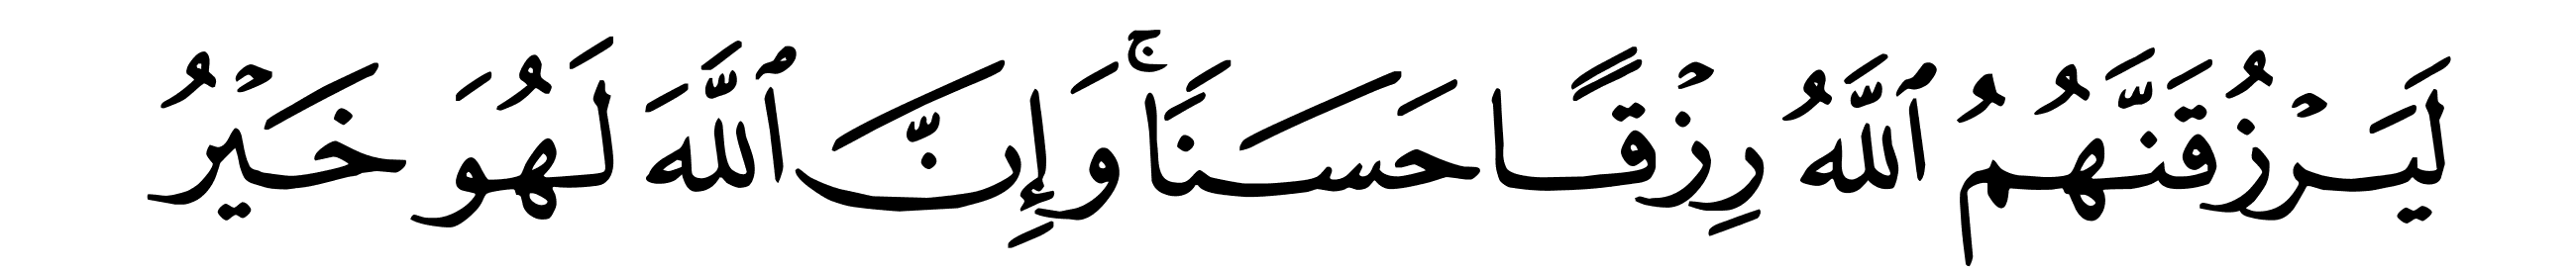 لَيَرْزُقَنَّهُمُ ٱللَّهُ رِزْقًا حَسَنًا ۚ وَإِنَّ ٱللَّهَ لَهُوَ خَيْرُ